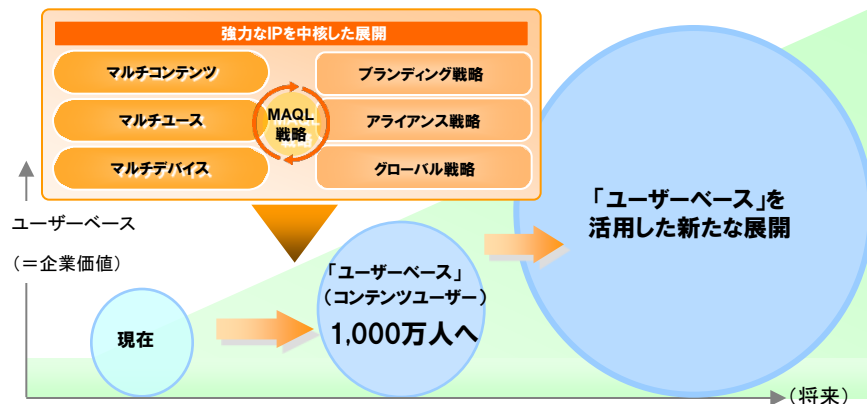 強力なIPを中核した展開
マルチコンテンツ
マルチユース
マルチデバイス
MAQL
戦略
ブランディング戦略
アライアンス戦略
グローバル戦略
ユーザーベース
（＝企業価値）
現在
「ユーザーベース」
（コンテンツユーザー）
1,000万人へ
「ユーザーベース」を
活用した新たな展開
（将来）